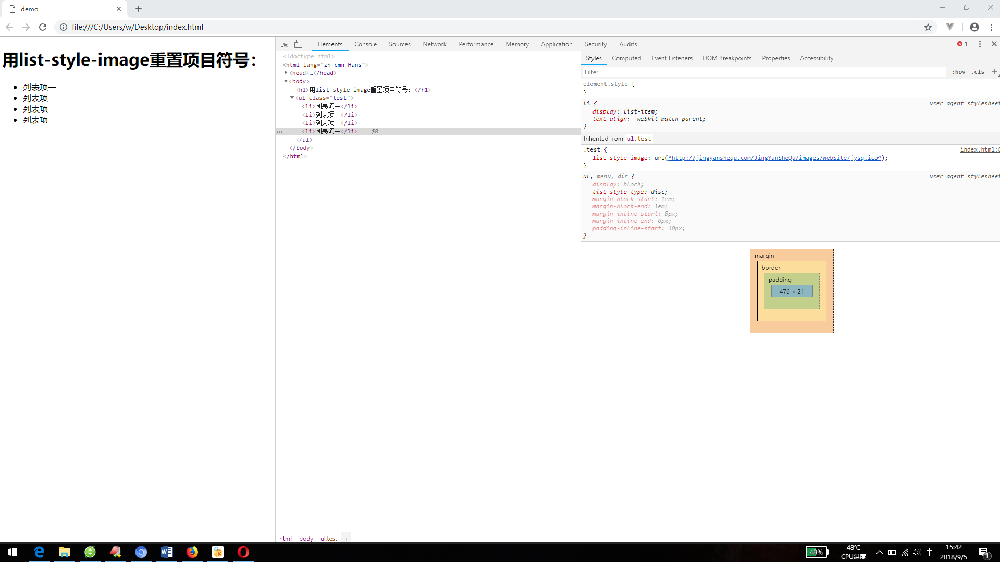 demo
file:///C:/Users/w/Desktop/index.html
用list-style-image重置项目符号：
列表项一
列表项一
列表项一
列表项一
Elements Console Sources Network Performance Memory Application Security Audits 1
<!doctype html>
<html lang="zh-cmn-Hans">
<head>…</head>
<body>
<h1>用list-style-image重置项目符号：</h1>
<ul class="test">
<li>列表项一</li>
<li>列表项一</li>
<li>列表项一</li>
<li>列表项一</li> == $0
</ul>
</body>
</html>
html body ul.test li
Styles Computed Event Listeners DOM Breakpoints Properties Accessibility
Filter :hov .cls +
element.style {
}
li { user agent stylesheet
display: list-item;
text-align: -webkit-match-parent;
}
Inherited from ul.test
.test { index.html:8
list-style-image: url(“http://jingyanshequ.com/JingYanSheQu/images/webSite/jysq.ico”);
}
ul, menu, dir { user agent stylesheet
display: block;
list-style-type: disc;
margin-block-start: 1em;
margin-block-end: 1em;
margin-inline-start: 0px;
margin-inline-end: 0px;
padding-inline-start: 40px;
}
margin –
border –
padding –
– – – 476 × 21 – – –
–
–
–
48% 48℃ 中 15:42
CPU温度 2018/9/5 1